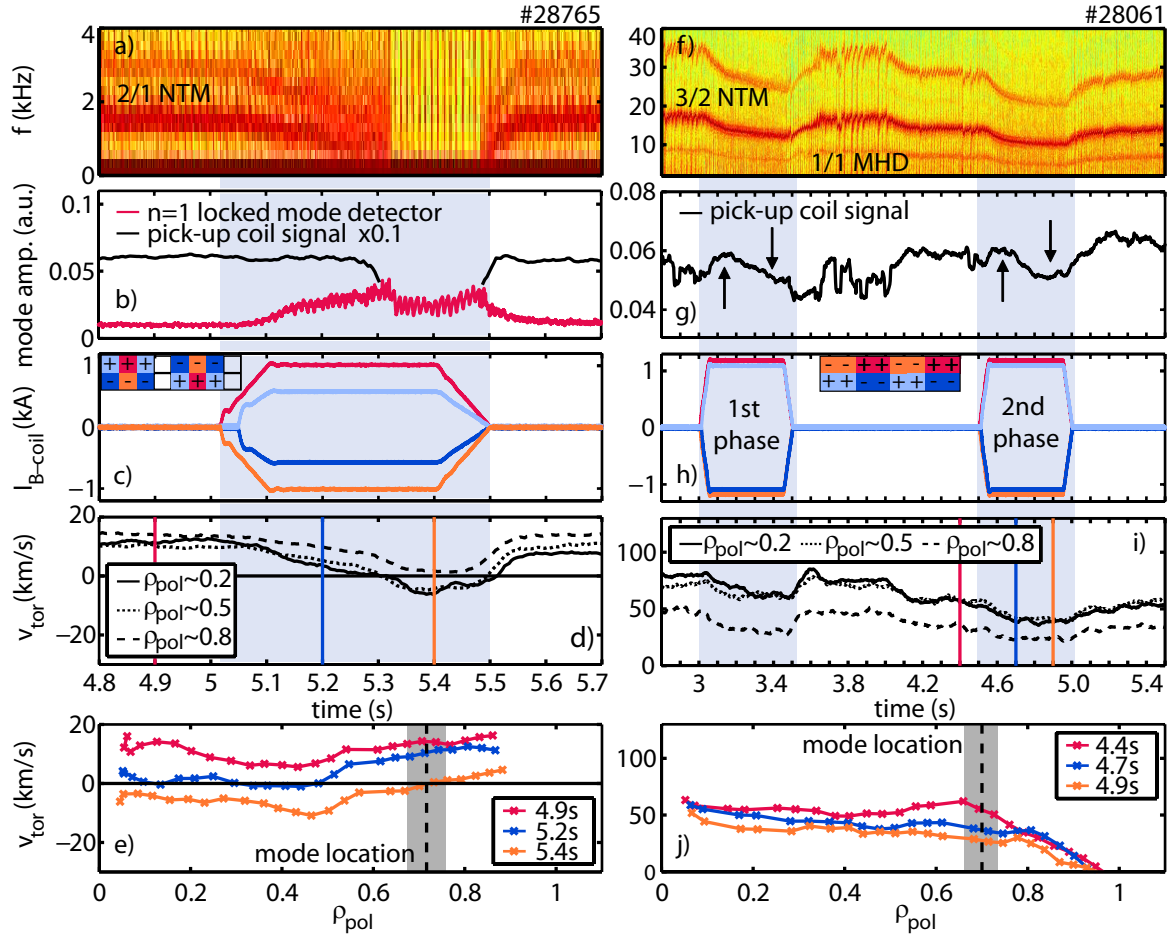 #28765
#28061
a)
4
2
0
f (kHz)
2/1 NTM
f)
40
30
20
10
3/2 NTM
1/1 MHD
0.1
0.05
0
mode amp. (a.u.)
n=1 locked mode detector
pick-up coil signal x0.1
b)
0.08
0.06
0.04
pick-up coil signal
g)
1
0
−1
I_B−coil (kA)
+ + - -
- - + + +
c)
- - ++ - - ++
++ - - ++ - -
1
0
−1
1st phase
2nd phase
h)
20
0
−20
v_tor (km/s)
ρ_pol~0.2
ρ_pol~0.5
ρ_pol~0.8
d)
4.8 4.9 5 5.1 5.2 5.3 5.4 5.5 5.6 5.7
time (s)
100
50
0
ρ_pol~0.2 ρ_pol~0.5 ρ_pol~0.8
i)
3 3.4 3.8 4.2 4.6 5.0 5.4
time (s)
20
0
−20
v_tor (km/s)
4.9s
5.2s
5.4s
e)
mode location
0 0.2 0.4 0.6 0.8 1
ρ_pol
100
50
0
mode location
4.4s
4.7s
4.9s
j)
0 0.2 0.4 0.6 0.8 1
ρ_pol